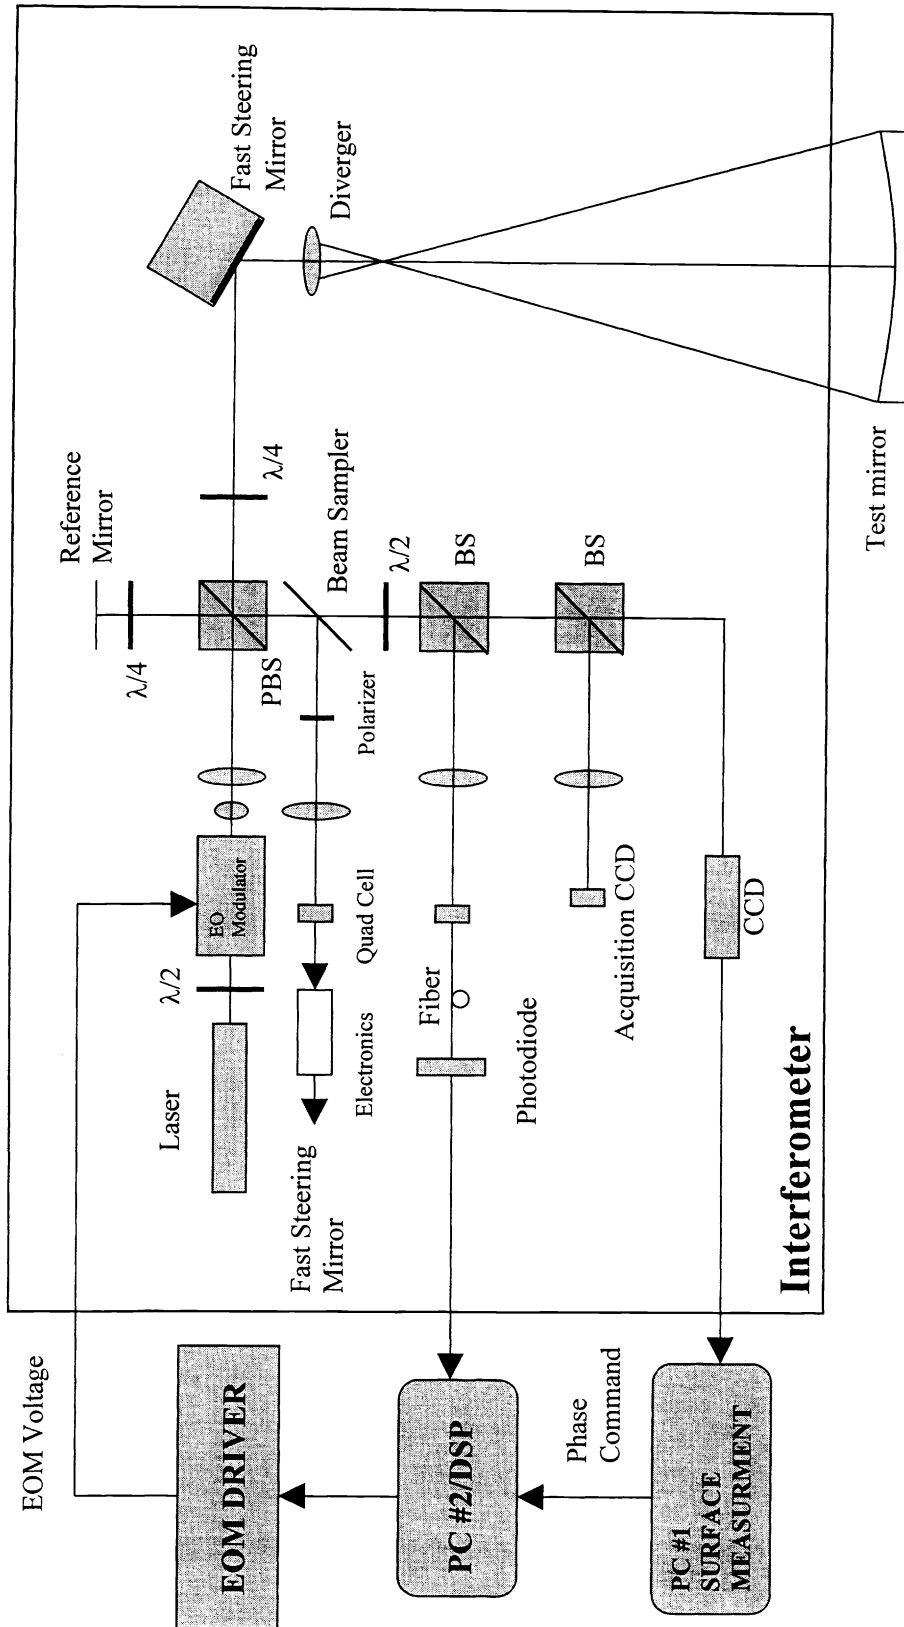 EOM Voltage
EOM DRIVER
PC #2/DSP
Phase
Command
PC #1
SURFACE
MEASURMENT
Interferometer
Laser
λ/2
EO
Modulator
Fast Steering
Mirror
Electronics
Quad Cell
Polarizer
Fiber
Photodiode
Acquisition CCD
CCD
λ/4
Reference
Mirror
PBS
λ/4
Beam Sampler
λ/2
BS
BS
Fast Steering
Mirror
Diverger
Test mirror